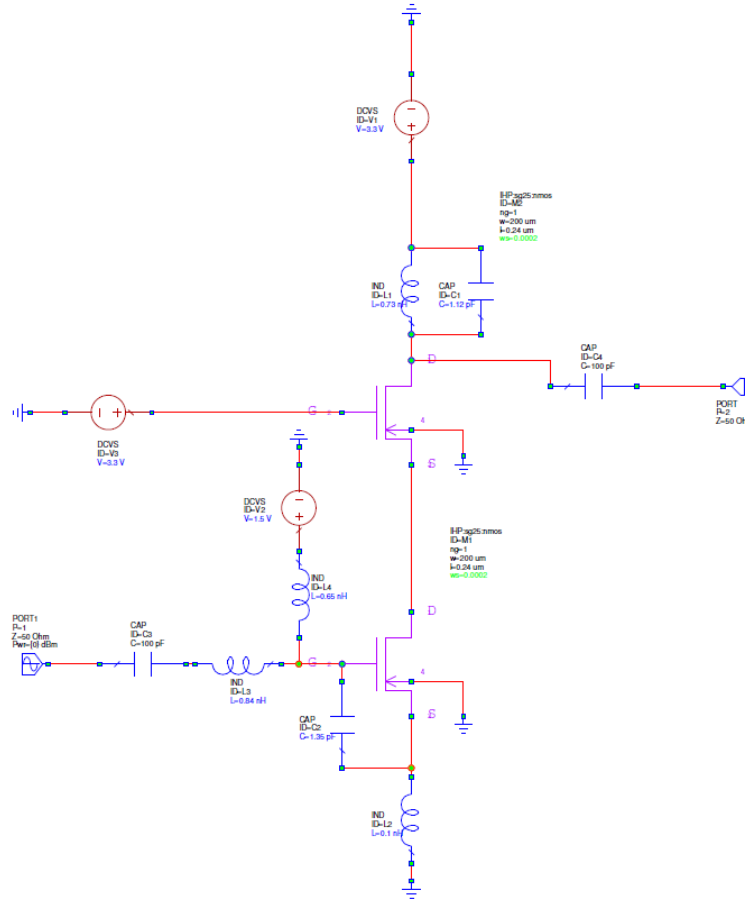 DCVS
ID=V1
V=3.3 V
IHP:sg25:nmos
ID=M2
ng=1
w=200 um
l=0.24 um
ws=0.0002
IND
ID=L1
L=0.73 nH
CAP
ID=C1
C=1.12 pF
D
CAP
ID=C4
C=100 pF
PORT
P=2
Z=50 Oh
G
4
S
DCVS
ID=V3
V=3.3 V
DCVS
ID=V2
V=1.5 V
IHP:sg25:nmos
ID=M1
ng=1
w=200 um
l=0.24 um
ws=0.0002
IND
ID=L4
L=0.65 nH
D
PORT1
P=1
Z=50 Ohm
Pwr=[0] dBm
CAP
ID=C3
C=100 pF
G
4
IND
ID=L3
L=0.84 nH
CAP
ID=C2
C=1.35 pF
S
IND
ID=L2
L=0.1 nH